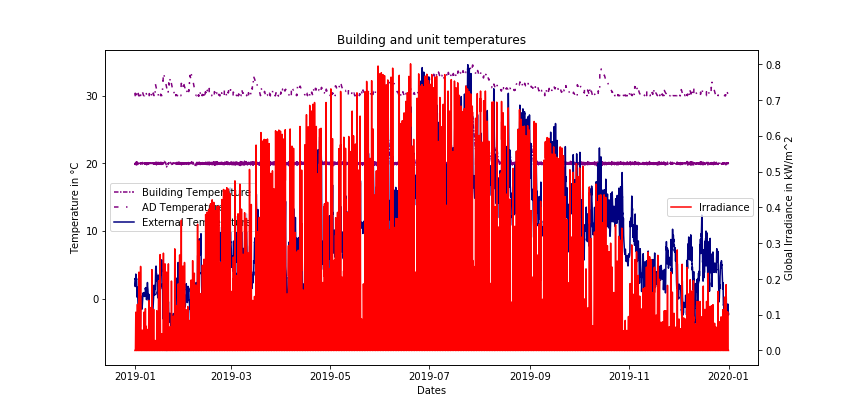 Building and unit temperatures
Temperature in °C
30
20
10
0
Building Temperature
AD Temperature
External Temperature
0.8
0.7
0.6
0.5
0.4
0.3
0.2
0.1
0.0
Irradiance
Global Irradiance in kW/m^2
2019-01
2019-03
2019-05
2019-07
2019-09
2019-11
2020-01
Dates